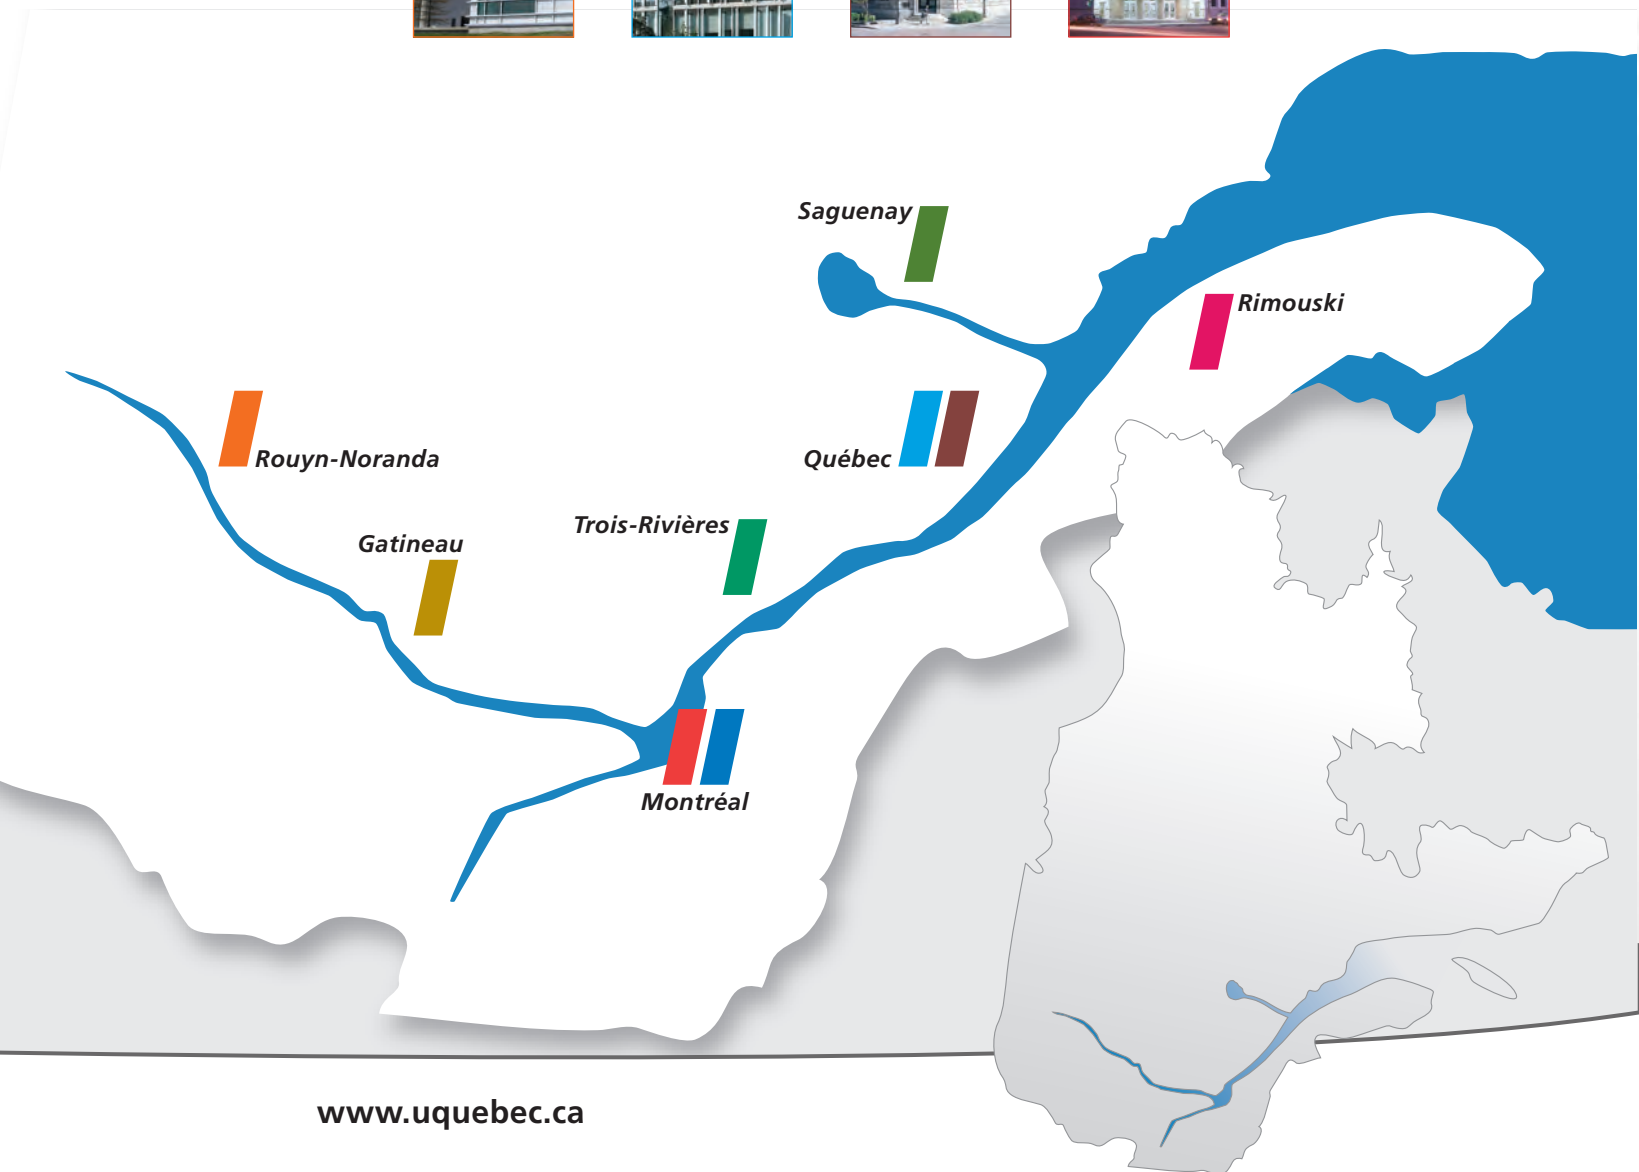 Saguenay
Rimouski
Rouyn-Noranda
Québec
Trois-Rivières
Gatineau
Montréal
www.uquebec.ca